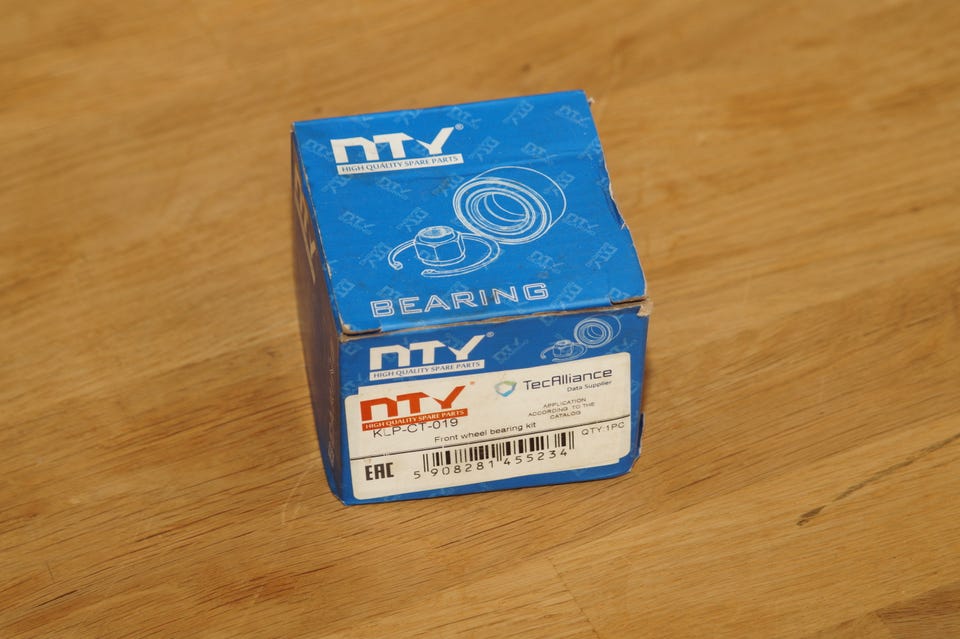 NTY®
HIGH QUALITY SPARE PARTS
BEARING
NTY®
HIGH QUALITY SPARE PARTS
NTY®
HIGH QUALITY SPARE PARTS
TecAlliance
Data Supplier
APPLICATION
ACCORDING TO THE
CATALOG
KLP-CT-019
Front wheel bearing kit
QTY:1PC
EAC
5 908281 455234